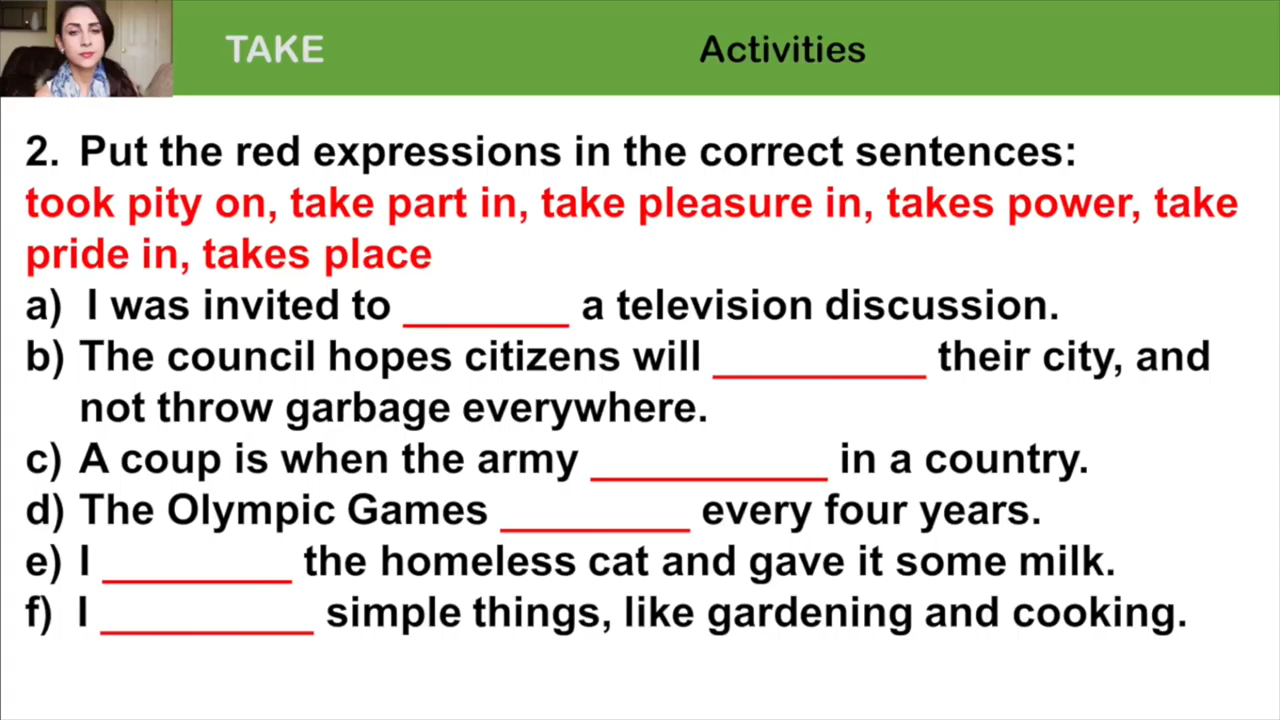 TAKE Activities
2. Put the red expressions in the correct sentences:
took pity on, take part in, take pleasure in, takes power, take
pride in, takes place
a) I was invited to _______ a television discussion.
b) The council hopes citizens will _________ their city, and
not throw garbage everywhere.
c) A coup is when the army __________ in a country.
d) The Olympic Games ________ every four years.
e) I ________ the homeless cat and gave it some milk.
f) I _________ simple things, like gardening and cooking.